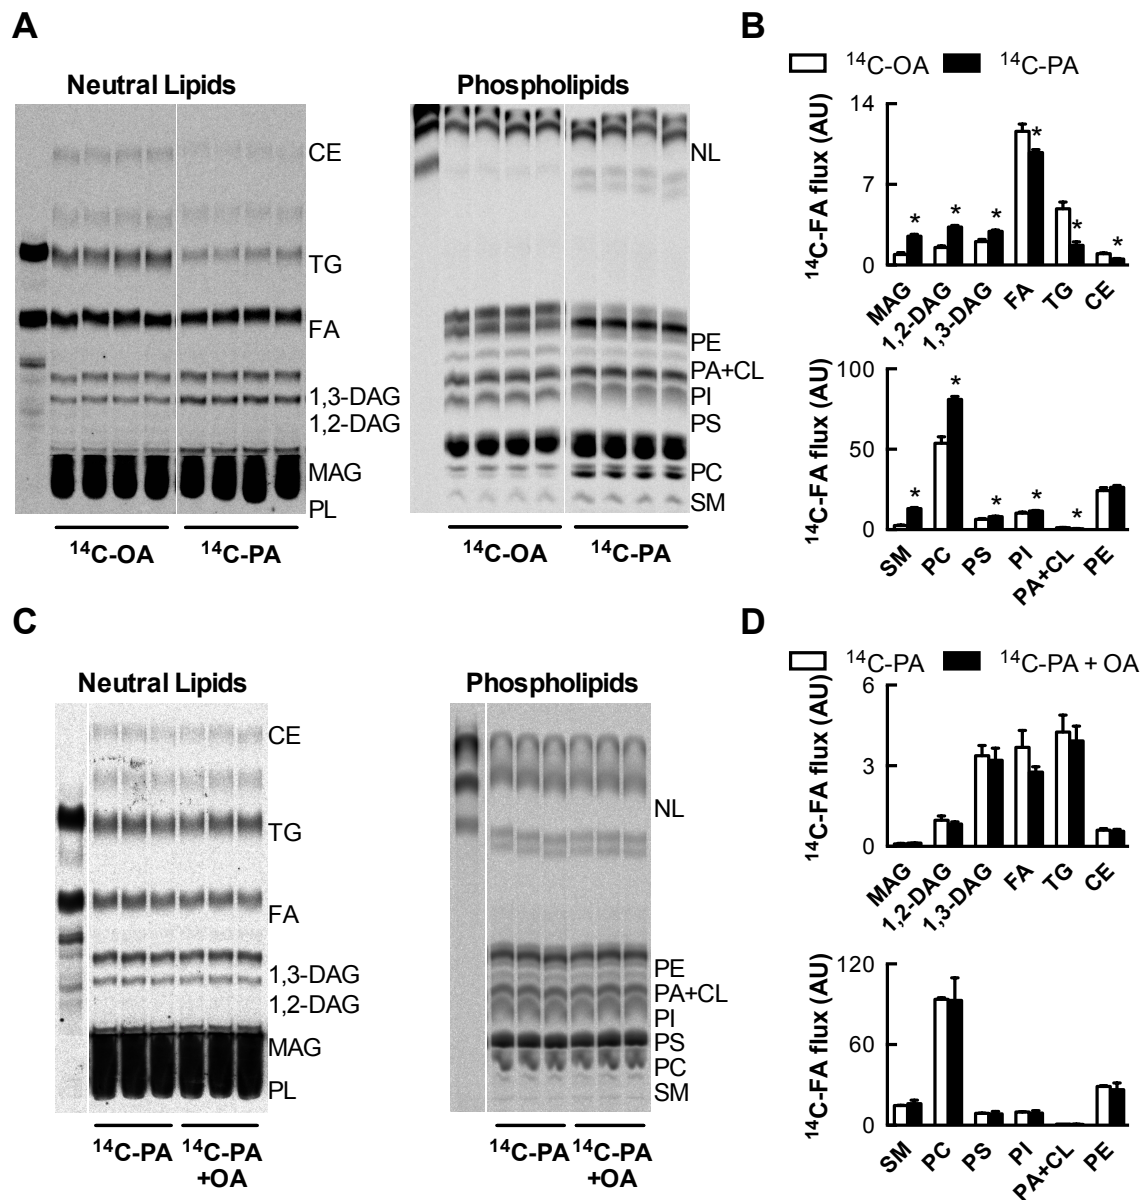 A
Neutral Lipids
CE
TG
FA
1,3-DAG
1,2-DAG
MAG
PL
14C-OA 14C-PA
Phospholipids
NL
PE
PA+CL
PI
PS
PC
SM
14C-OA 14C-PA
B
14C-OA 14C-PA
14C-FA flux (AU)
14
7
0
* * * * * *
MAG 1,2-DAG 1,3-DAG FA TG CE
14C-FA flux (AU)
100
50
0
* * * * *
SM PC PS PI PA+CL PE
C
Neutral Lipids
CE
TG
FA
1,3-DAG
1,2-DAG
MAG
PL
14C-PA 14C-PA
+OA
Phospholipids
NL
PE
PA+CL
PI
PS
PC
SM
14C-PA 14C-PA
+OA
D
14C-PA 14C-PA + OA
14C-FA flux (AU)
6
3
0
MAG 1,2-DAG 1,3-DAG FA TG CE
14C-FA flux (AU)
120
60
0
SM PC PS PI PA+CL PE